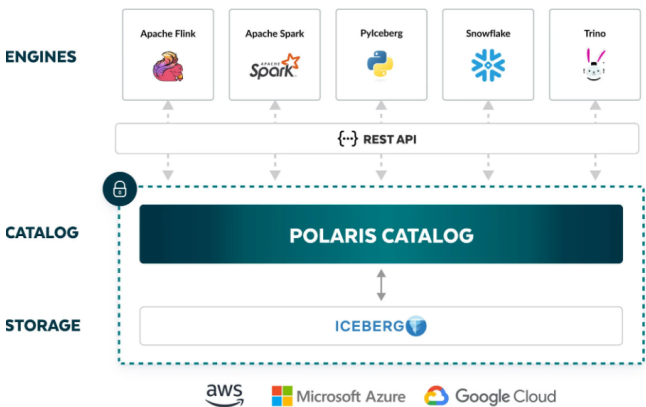 Apache Flink
Apache Spark
PyIceberg
Snowflake
Trino
ENGINES
APACHE
Spark
{··} REST API
CATALOG
POLARIS CATALOG
STORAGE
ICEBERG
aws
Microsoft Azure
Google Cloud